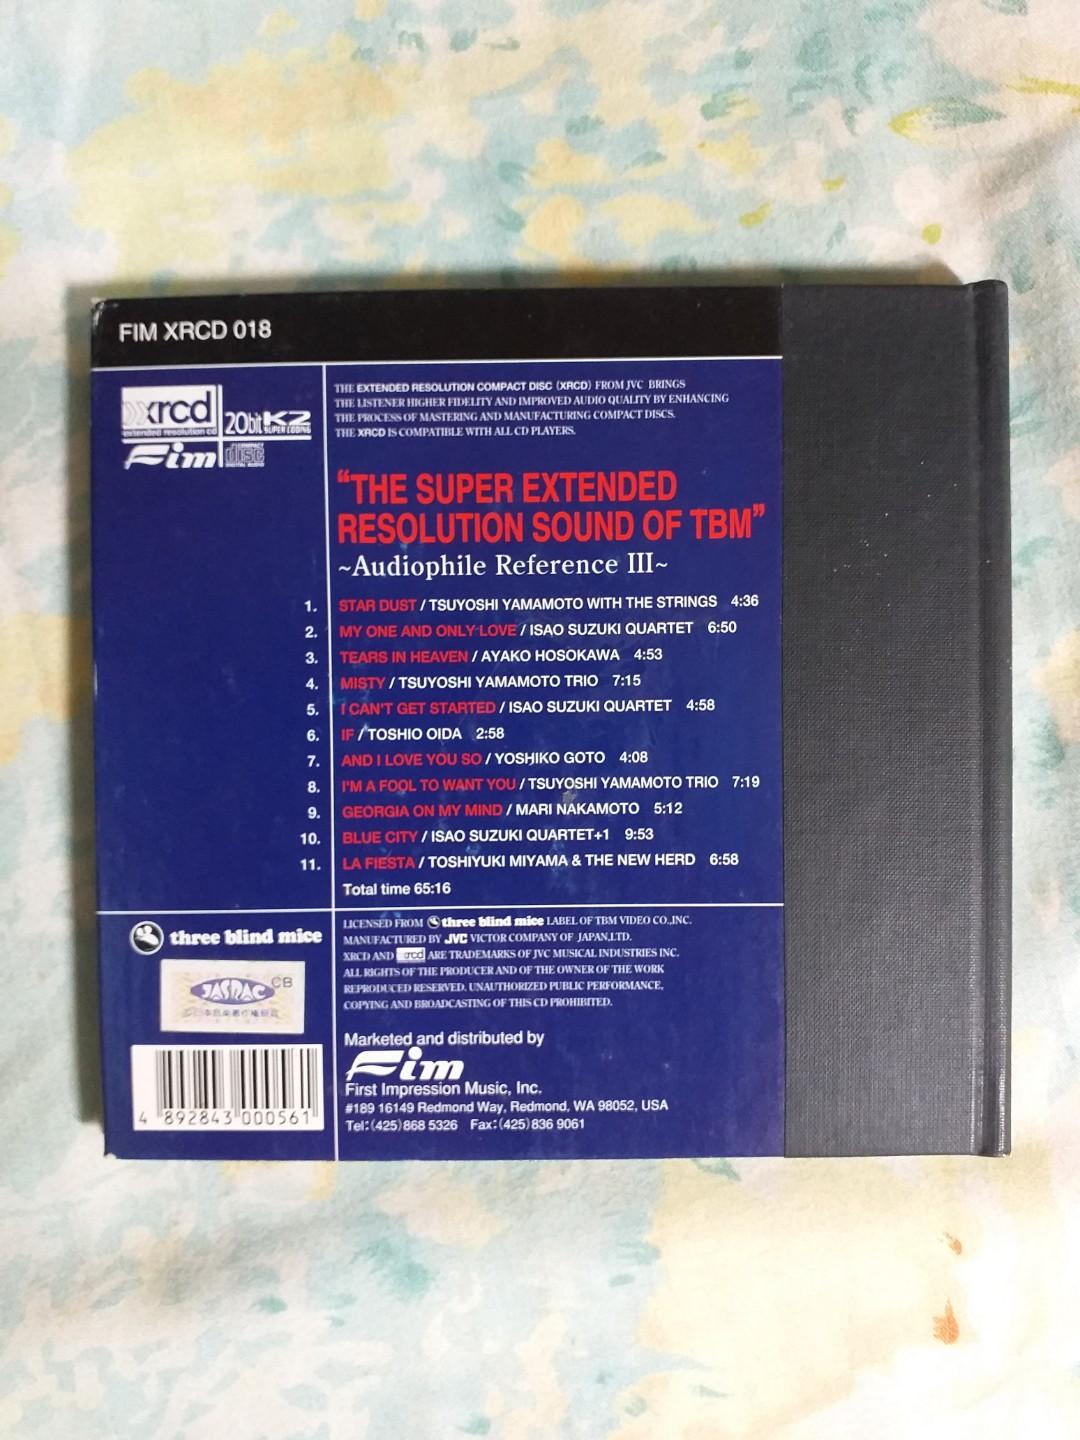 FIM XRCD 018
xrcd
extended resolution cd
20bit K2
SUPER CODING
Fim
COMPACT
disc
DIGITAL AUDIO
THE EXTENDED RESOLUTION COMPACT DISC (XRCD) FROM JVC BRINGS
THE LISTENER HIGHER FIDELITY AND IMPROVED AUDIO QUALITY BY ENHANCING
THE PROCESS OF MASTERING AND MANUFACTURING COMPACT DISCS.
THE XRCD IS COMPATIBLE WITH ALL CD PLAYERS.
“THE SUPER EXTENDED
RESOLUTION SOUND OF TBM”
~Audiophile Reference III~
1. STAR DUST / TSUYOSHI YAMAMOTO WITH THE STRINGS 4:36
2. MY ONE AND ONLY LOVE / ISAO SUZUKI QUARTET 6:50
3. TEARS IN HEAVEN / AYAKO HOSOKAWA 4:53
4. MISTY / TSUYOSHI YAMAMOTO TRIO 7:15
5. I CAN'T GET STARTED / ISAO SUZUKI QUARTET 4:58
6. IF / TOSHIO OIDA 2:58
7. AND I LOVE YOU SO / YOSHIKO GOTO 4:08
8. I'M A FOOL TO WANT YOU / TSUYOSHI YAMAMOTO TRIO 7:19
9. GEORGIA ON MY MIND / MARI NAKAMOTO 5:12
10. BLUE CITY / ISAO SUZUKI QUARTET+1 9:53
11. LA FIESTA / TOSHIYUKI MIYAMA & THE NEW HERD 6:58
Total time 65:16
three blind mice
JASRAC CB
4 892843 000561
LICENSED FROM three blind mice LABEL OF TBM VIDEO CO.,INC.
MANUFACTURED BY JVC VICTOR COMPANY OF JAPAN,LTD.
XRCD AND xrcd ARE TRADEMARKS OF JVC MUSICAL INDUSTRIES INC.
ALL RIGHTS OF THE PRODUCER AND OF THE OWNER OF THE WORK
REPRODUCED RESERVED. UNAUTHORIZED PUBLIC PERFORMANCE,
COPYING AND BROADCASTING OF THIS CD PROHIBITED.
Marketed and distributed by
Fim
First Impression Music, Inc.
#189 16149 Redmond Way, Redmond, WA 98052, USA
Tel:(425)868 5326 Fax:(425)836 9061